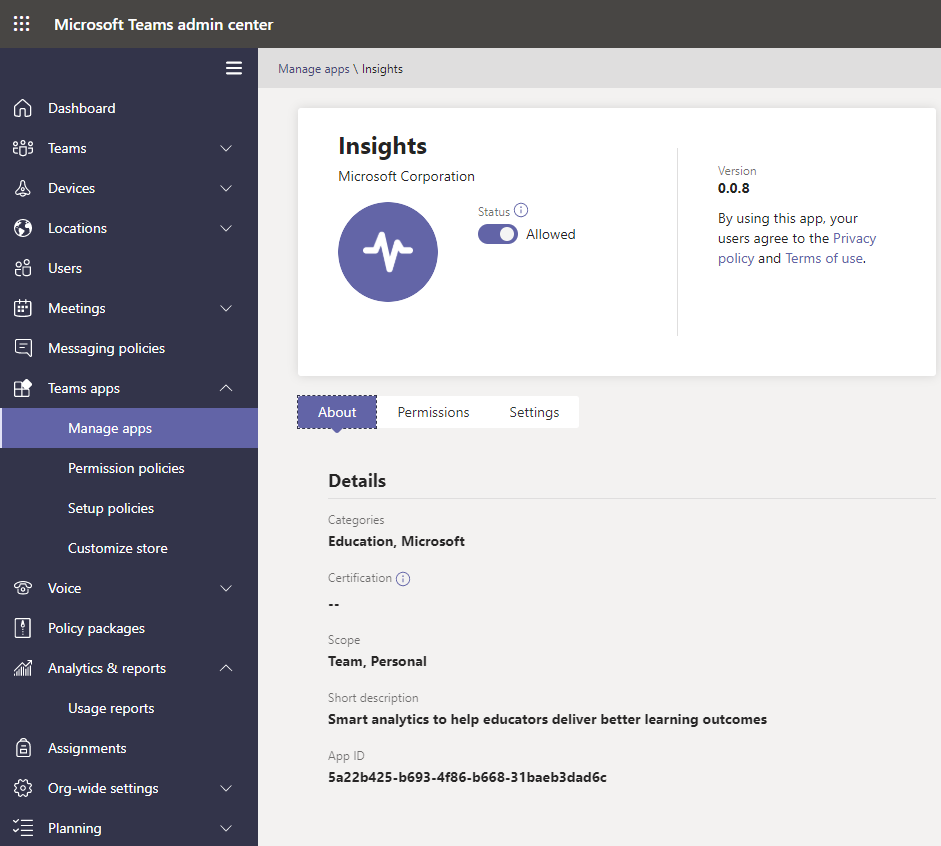 Microsoft Teams admin center
Dashboard
Teams
Devices
Locations
Users
Meetings
Messaging policies
Teams apps
Manage apps
Permission policies
Setup policies
Customize store
Voice
Policy packages
Analytics & reports
Usage reports
Assignments
Org-wide settings
Planning
Manage apps \ Insights
Insights
Microsoft Corporation
Status
Allowed
Version
0.0.8
By using this app, your
users agree to the Privacy
policy and Terms of use.
About
Permissions
Settings
Details
Categories
Education, Microsoft
Certification
--
Scope
Team, Personal
Short description
Smart analytics to help educators deliver better learning outcomes
App ID
5a22b425-b693-4f86-b668-31baeb3dad6c